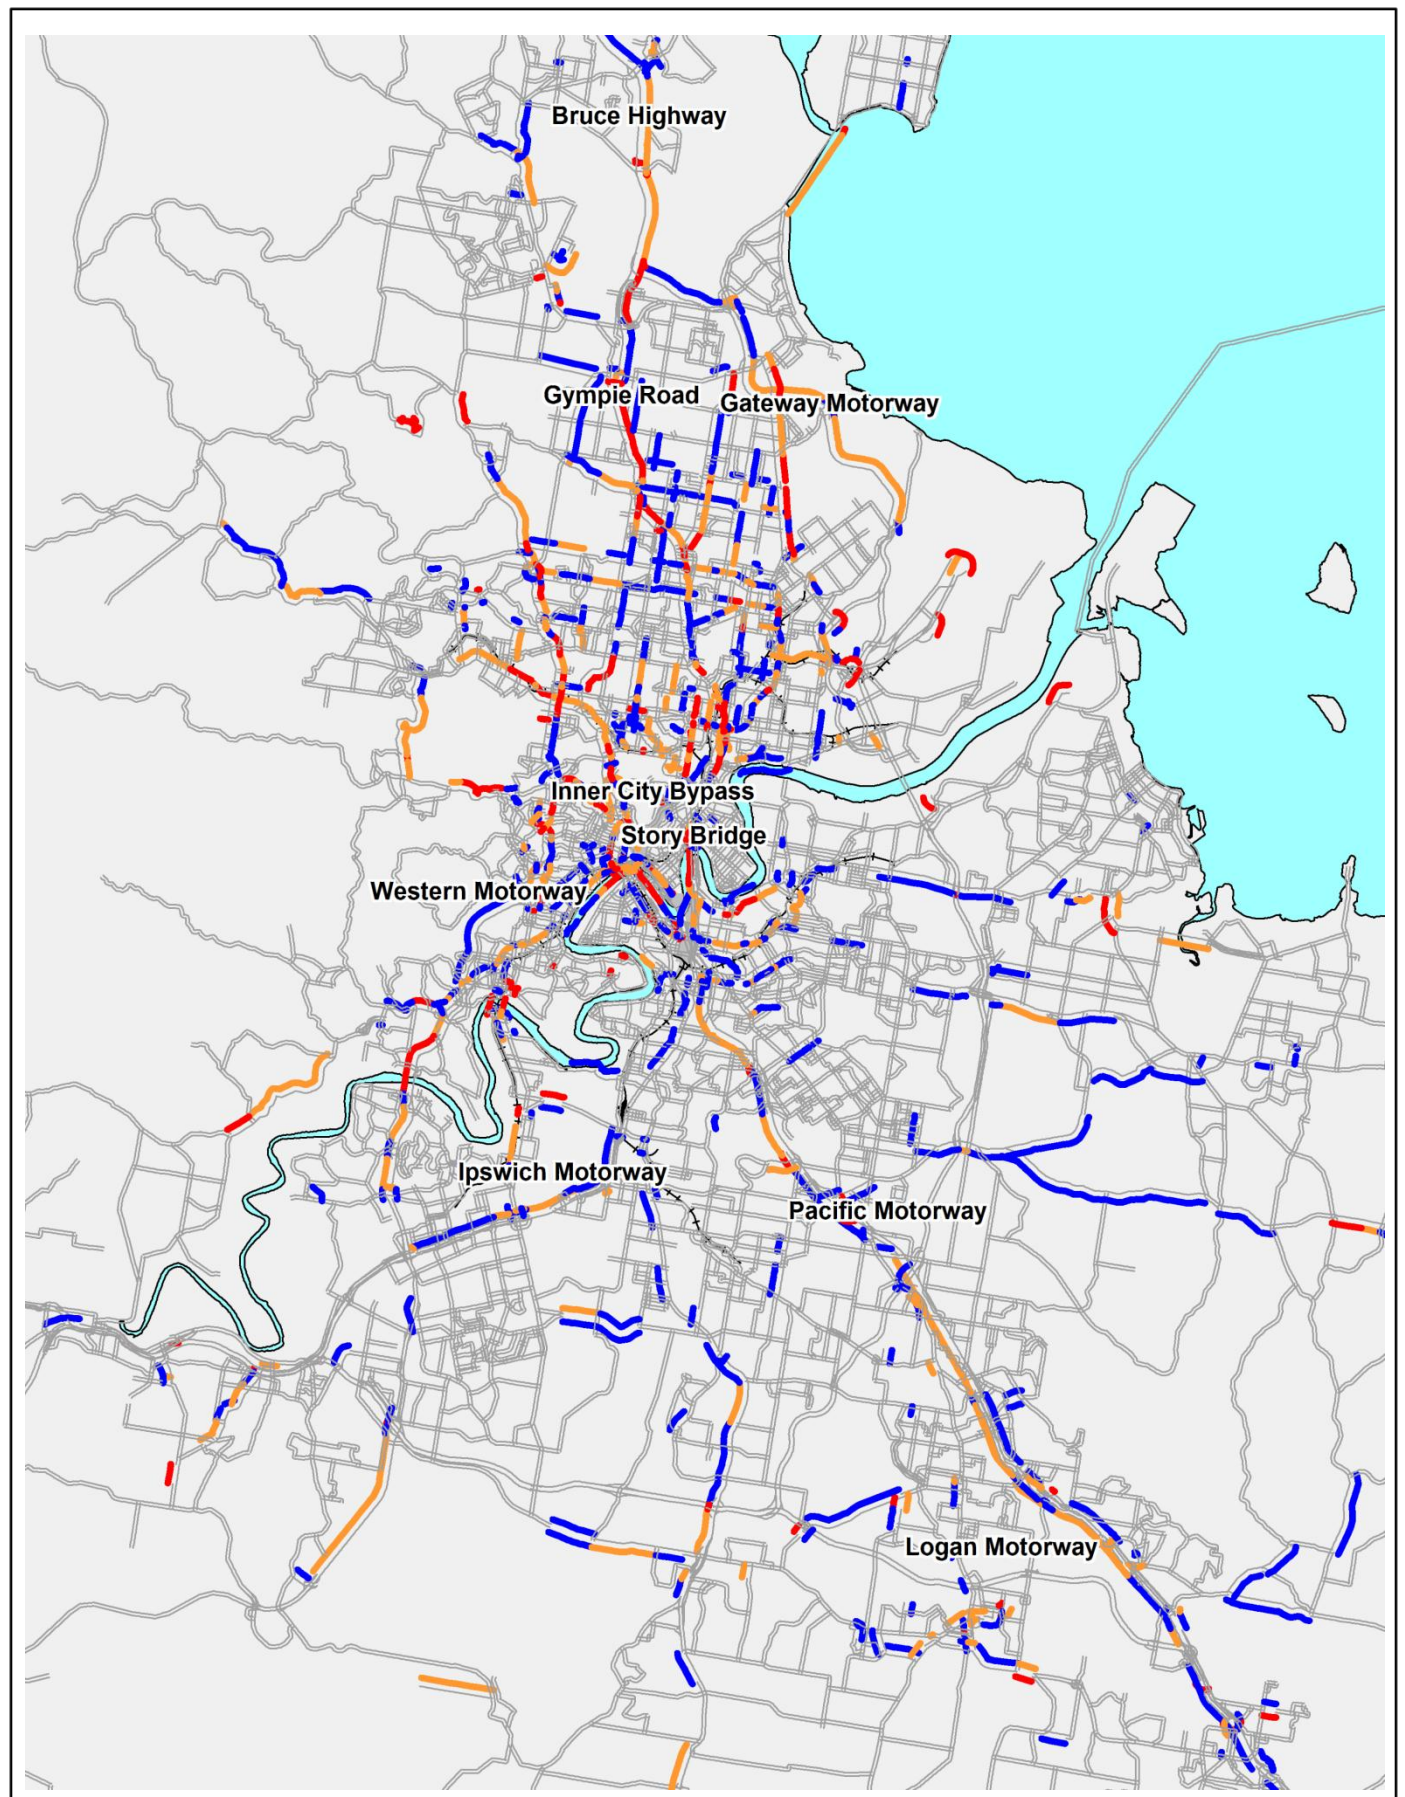 Bruce Highway
Gympie Road
Gateway Motorway
Inner City Bypass
Story Bridge
Western Motorway
Ipswich Motorway
Pacific Motorway
Logan Motorway